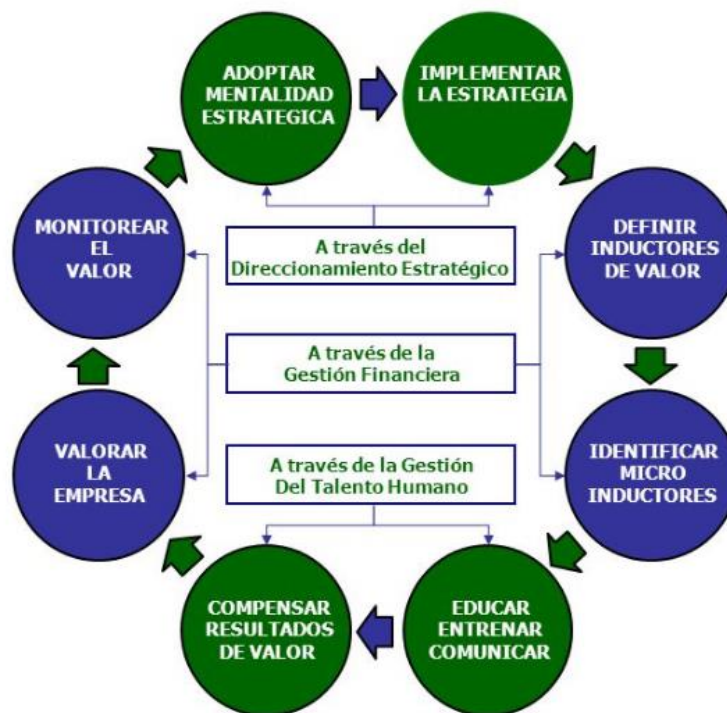 ADOPTAR
MENTALIDAD
ESTRATEGICA
IMPLEMENTAR
LA ESTRATEGIA
DEFINIR
INDUCTORES
DE VALOR
IDENTIFICAR
MICRO
INDUCTORES
EDUCAR
ENTRENAR
COMUNICAR
COMPENSAR
RESULTADOS
DE VALOR
VALORAR
LA
EMPRESA
MONITOREAR
EL
VALOR
A través del
Direccionamiento Estratégico
A través de la
Gestión Financiera
A través de la Gestión
Del Talento Humano